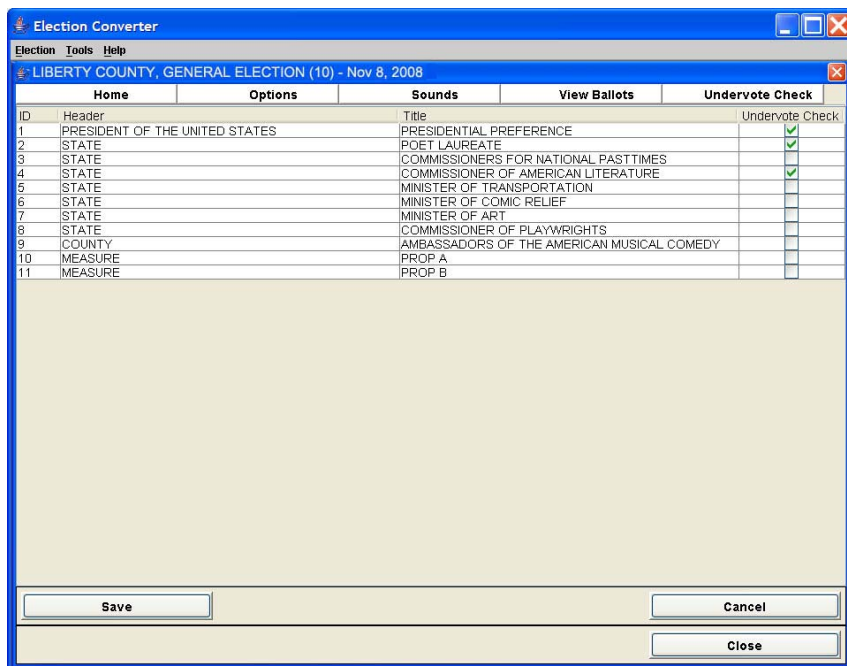 Election Converter
Election Tools Help
LIBERTY COUNTY, GENERAL ELECTION (10) - Nov 8, 2008
Home Options Sounds View Ballots Undervote Check
ID Header Title Undervote Check
1 PRESIDENT OF THE UNITED STATES PRESIDENTIAL PREFERENCE
2 STATE POET LAUREATE
3 STATE COMMISSIONERS FOR NATIONAL PASTTIMES
4 STATE COMMISSIONER OF AMERICAN LITERATURE
5 STATE MINISTER OF TRANSPORTATION
6 STATE MINISTER OF COMIC RELIEF
7 STATE MINISTER OF ART
8 STATE COMMISSIONER OF PLAYWRIGHTS
9 COUNTY AMBASSADORS OF THE AMERICAN MUSICAL COMEDY
10 MEASURE PROP A
11 MEASURE PROP B
Save Cancel
Close